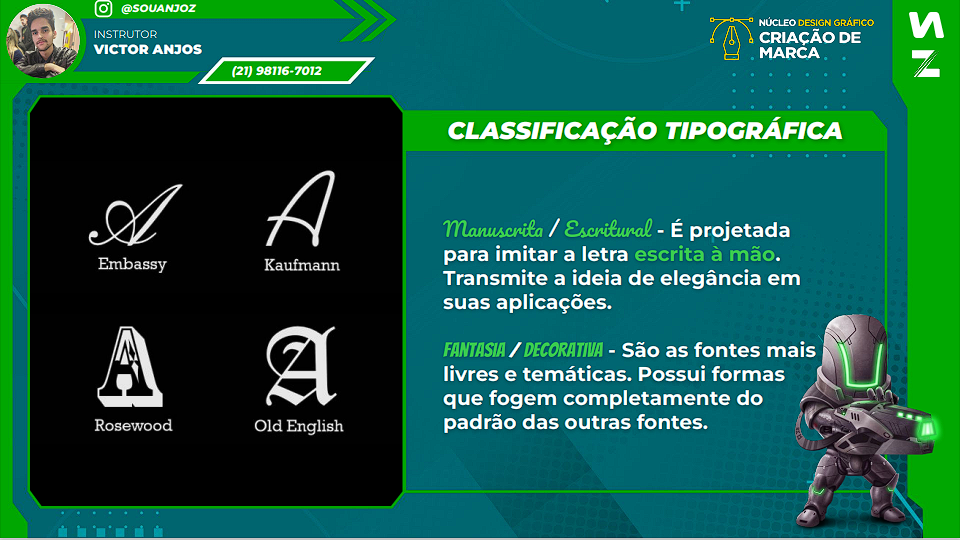 @SOUANJOZ
INSTRUTOR
VICTOR ANJOS
(21) 98116-7012
NÚCLEO DESIGN GRÁFICO
CRIAÇÃO DE
MARCA
CLASSIFICAÇÃO TIPOGRÁFICA
A
Embassy
A
Kaufmann
A
Rosewood
A
Old English
Manuscrita / Escritural - É projetada
para imitar a letra escrita à mão.
Transmite a ideia de elegância em
suas aplicações.
FANTASIA / DECORATIVA - São as fontes mais
livres e temáticas. Possui formas
que fogem completamente do
padrão das outras fontes.